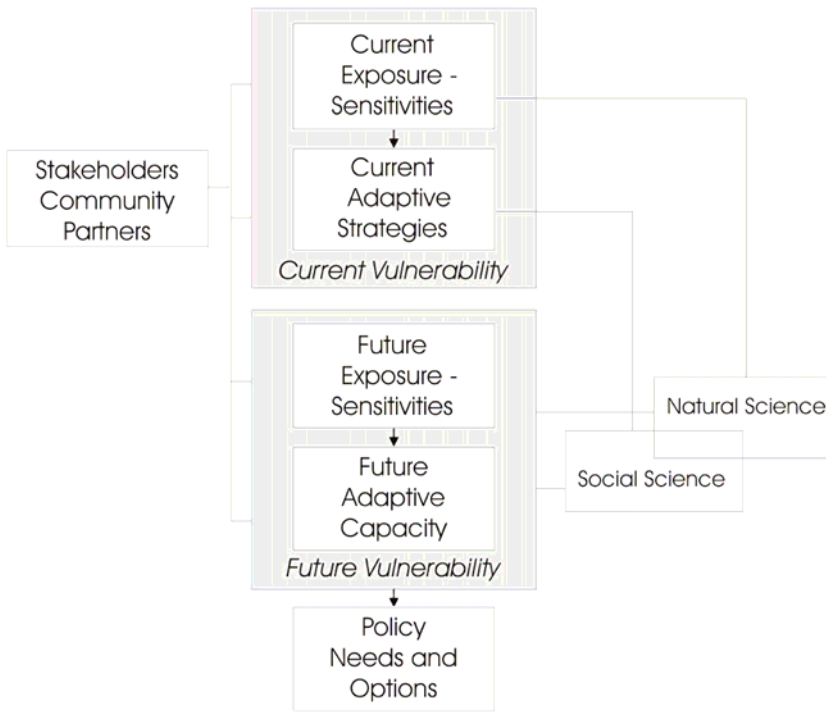 Current
Exposure -
Sensitivities
Current
Adaptive
Strategies
Current Vulnerability
Stakeholders
Community
Partners
Future
Exposure -
Sensitivities
Future
Adaptive
Capacity
Future Vulnerability
Natural Science
Social Science
Policy
Needs and
Options